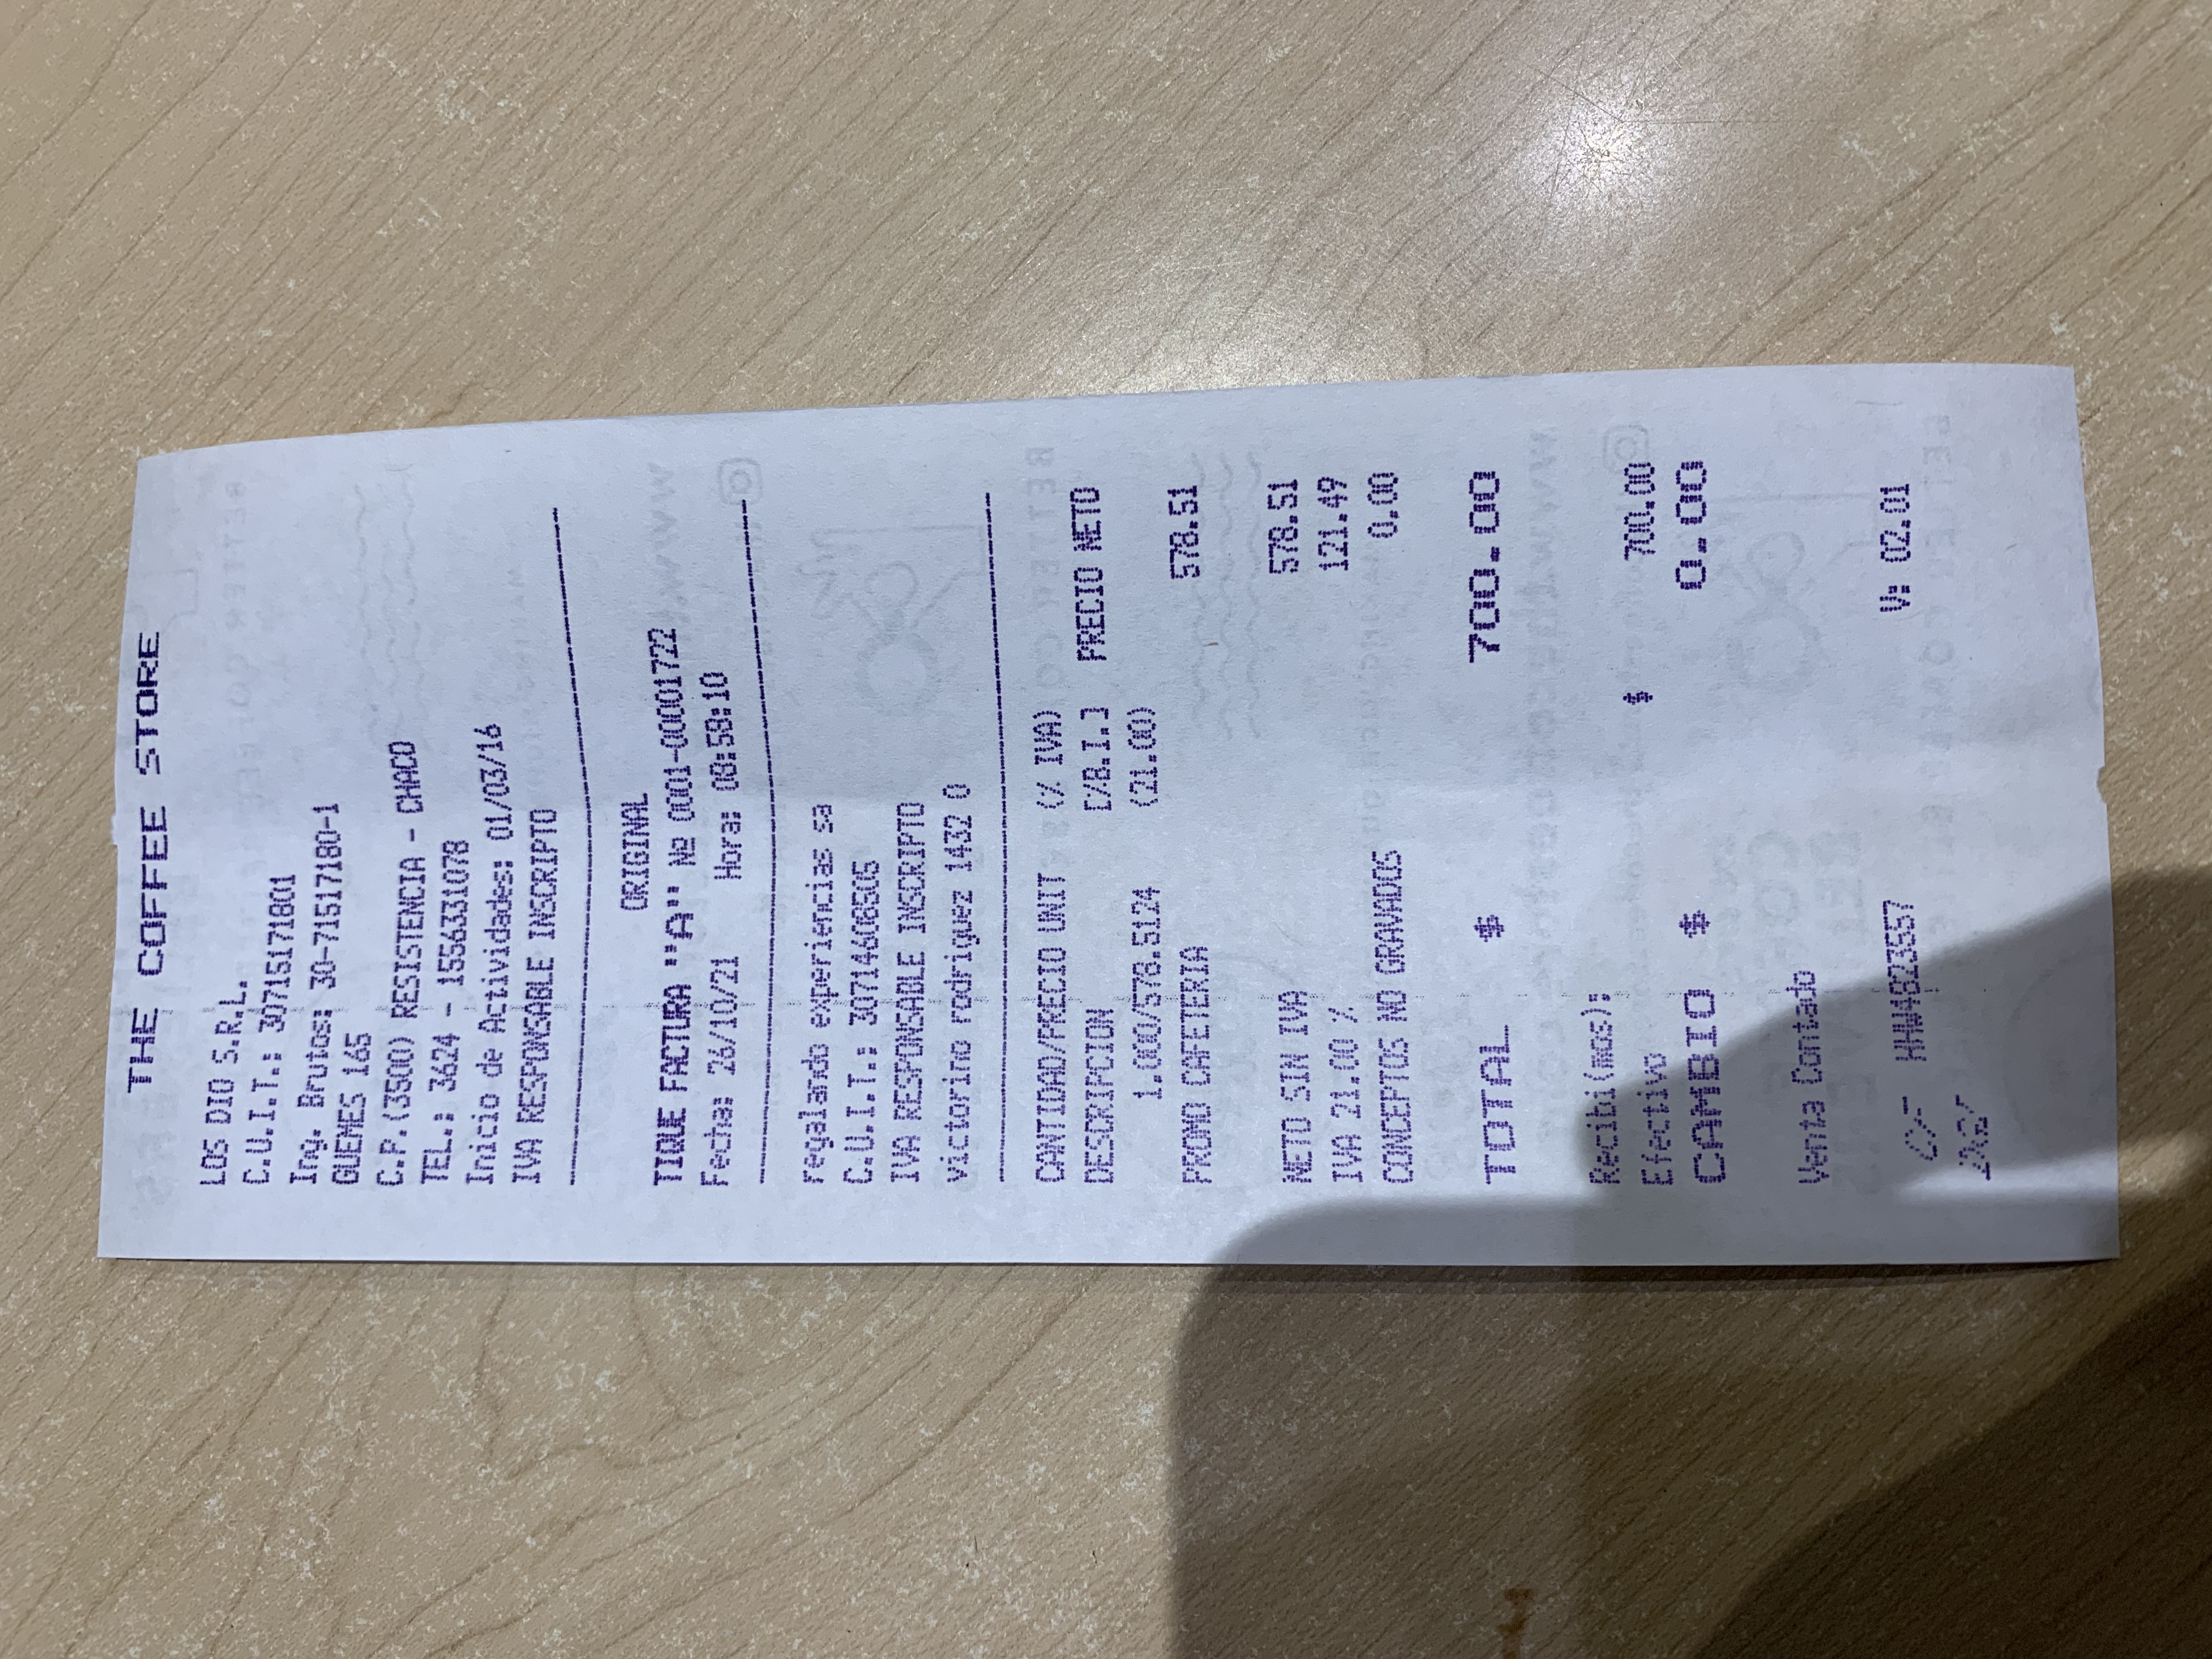 THE COFFEE STORE
LOS DIO S.R.L.
C.U.I.T.: 30715171801
Ing. Brutos: 30-71517180-1
GUEMES 165
C.P.(3500) RESISTENCIA - CHACO
TEL.: 3624 - 1556331078
Inicio de Actividades: 01/03/16
IVA RESPONSABLE INSCRIPTO
ORIGINAL
TIQUE FACTURA "A" Nº 0001-00001722
Fecha: 26/10/21 Hora: 08:58:10
regalando experiencias sa
C.U.I.T.: 30714608505
IVA RESPONSABLE INSCRIPTO
victorino rodriguez 1432 0
CANTIDAD/PRECIO UNIT (% IVA)
DESCRIPCION [%B.I.] PRECIO NETO
1.000/578.5124 (21.00)
PROMO CAFETERIA 578.51
NETO SIN IVA 578.51
IVA 21.00 % 121.49
CONCEPTOS NO GRAVADOS 0.00
TOTAL $ 700.00
Recibi(mos):
Efectivo $ 700.00
CAMBIO $ 0.00
Venta Contado
CF HHW4823557 V: 02.01
DGI